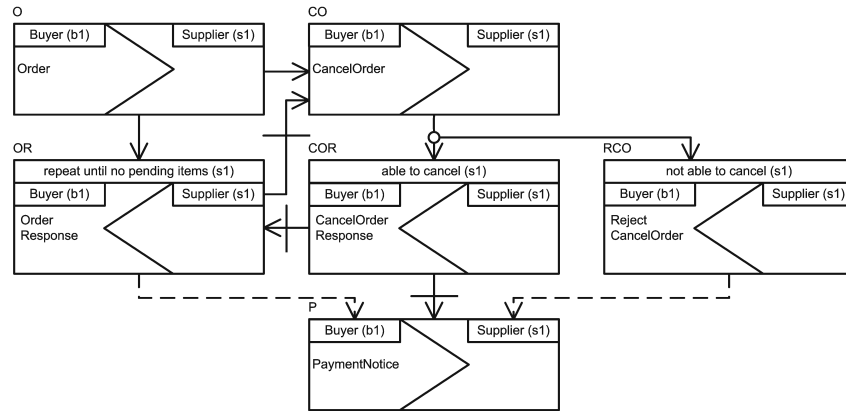 O
CO
Buyer (b1)
Supplier (s1)
Buyer (b1)
Supplier (s1)
Order
CancelOrder
OR
COR
RCO
repeat until no pending items (s1)
able to cancel (s1)
not able to cancel (s1)
Buyer (b1)
Supplier (s1)
Buyer (b1)
Supplier (s1)
Buyer (b1)
Supplier (s1)
Order
Response
CancelOrder
Response
Reject
CancelOrder
P
Buyer (b1)
Supplier (s1)
PaymentNotice